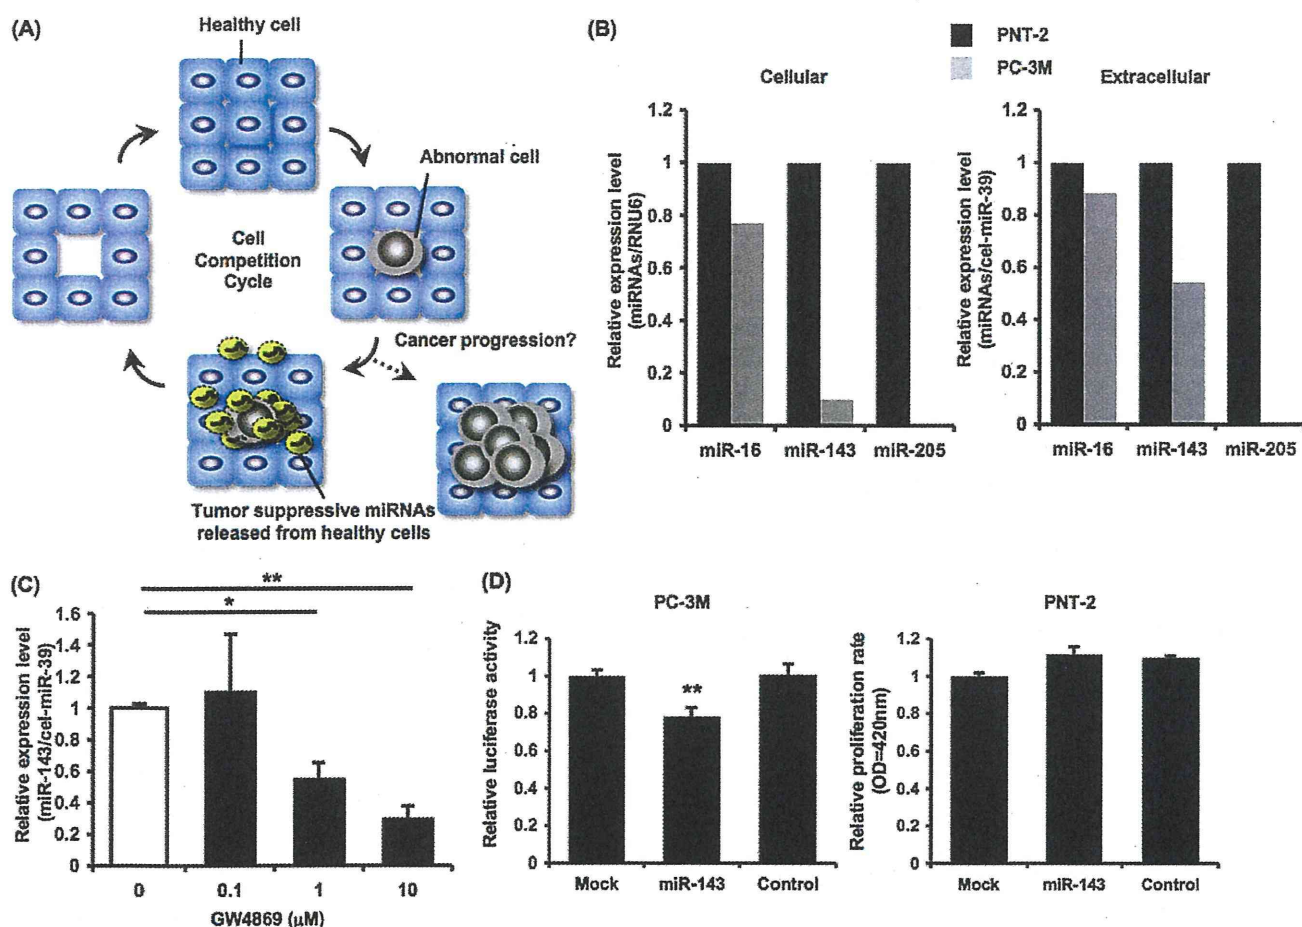 (A)
Healthy cell
Abnormal cell
Cell
Competition
Cycle
Cancer progression?
Tumor suppressive miRNAs
released from healthy cells
(B)
PNT-2
PC-3M
Cellular
Relative expression level
(miRNAs/RNU6)
1.2
1
0.8
0.6
0.4
0.2
0
miR-16
miR-143
miR-205
Extracellular
Relative expression level
(miRNAs/cel-miR-39)
1.2
1
0.8
0.6
0.4
0.2
0
miR-16
miR-143
miR-205
(C)
**
*
Relative expression level
(miR-143/cel-miR-39)
1.6
1.4
1.2
1
0.8
0.6
0.4
0.2
0
0
0.1
1
10
GW4869 (µM)
(D)
PC-3M
Relative luciferase activity
1.2
1
0.8
0.6
0.4
0.2
0
**
Mock
miR-143
Control
PNT-2
Relative proliferation rate
(OD=420nm)
1.2
1
0.8
0.6
0.4
0.2
0
Mock
miR-143
Control